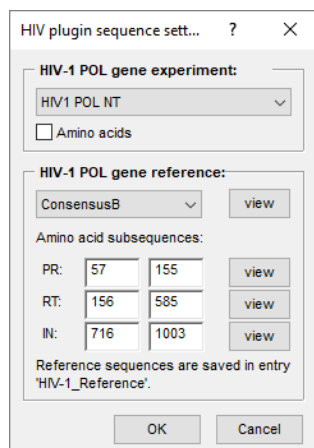 HIV plugin sequence sett... ?
HIV-1 POL gene experiment:
HIV1 POL NT
Amino acids
HIV-1 POL gene reference:
ConsensusB view
Amino acid subsequences:
PR: 57 155 view
RT: 156 585 view
IN: 716 1003 view
Reference sequences are saved in entry
'HIV-1_Reference'.
OK Cancel